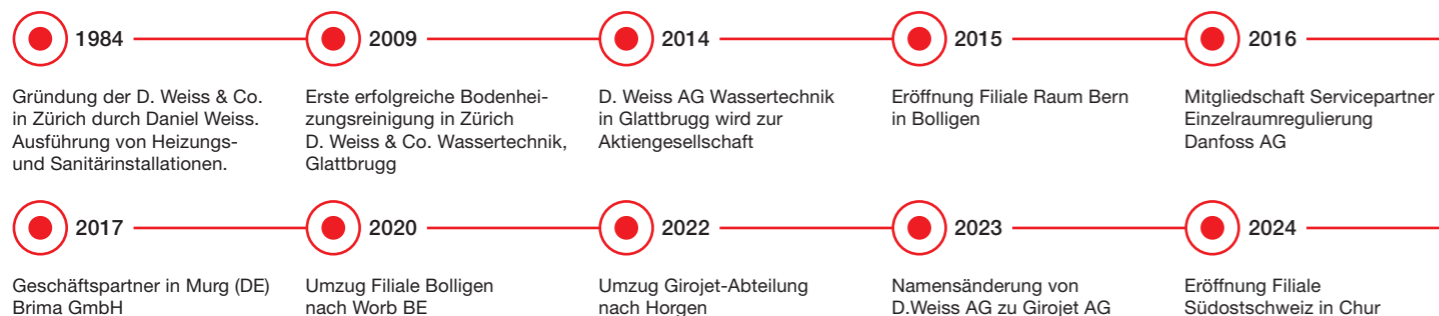 1984
Gründung der D. Weiss & Co.
in Zürich durch Daniel Weiss.
Ausführung von Heizungs-
und Sanitärinstallationen.
2009
Erste erfolgreiche Bodenhei-
zungsreinigung in Zürich
D. Weiss & Co. Wassertechnik,
Glattbrugg
2014
D. Weiss AG Wassertechnik
in Glattbrugg wird zur
Aktiengesellschaft
2015
Eröffnung Filiale Raum Bern
in Bolligen
2016
Mitgliedschaft Servicepartner
Einzelraumregulierung
Danfoss AG
2017
Geschäftspartner in Murg (DE)
Brima GmbH
2020
Umzug Filiale Bolligen
nach Worb BE
2022
Umzug Girojet-Abteilung
nach Horgen
2023
Namensänderung von
D.Weiss AG zu Girojet AG
2024
Eröffnung Filiale
Südostschweiz in Chur